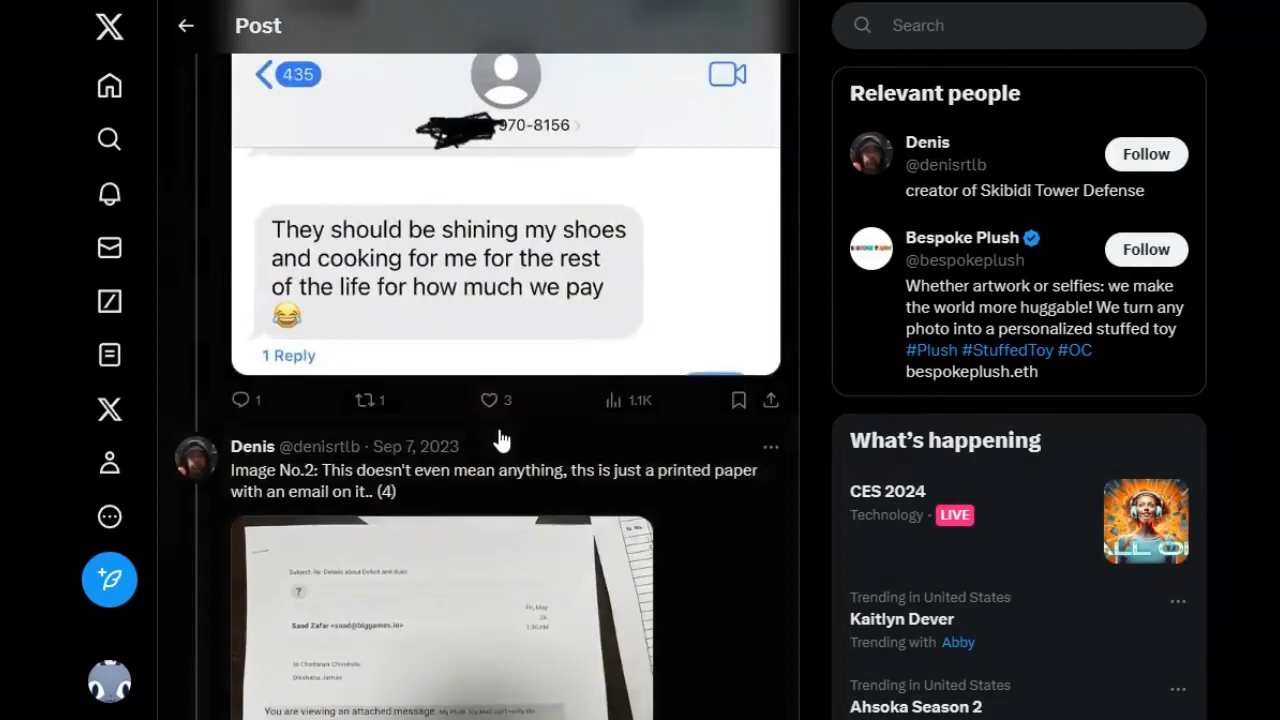 Post
Search
435
970-8156
They should be shining my shoes
and cooking for me for the rest
of the life for how much we pay
😂
1 Reply
1
1
3
1.1K
Denis @denisrtlb · Sep 7, 2023
Image No.2: This doesn't even mean anything, ths is just a printed paper
with an email on it.. (4)
Subject: Re: Details about Deficit and dues
?
Fri, May
26
1:36 AM
Saad Zafar <saad@biggames.io>
You are viewing an attached message.
Relevant people
Denis
@denisrtlb
Follow
creator of Skibidi Tower Defense
Bespoke Plush
@bespokeplush
Follow
Whether artwork or selfies: we make
the world more huggable! We turn any
photo into a personalized stuffed toy
#Plush #StuffedToy #OC
bespokeplush.eth
What's happening
CES 2024
Technology · LIVE
Trending in United States
Kaitlyn Dever
Trending with Abby
Trending in United States
Ahsoka Season 2